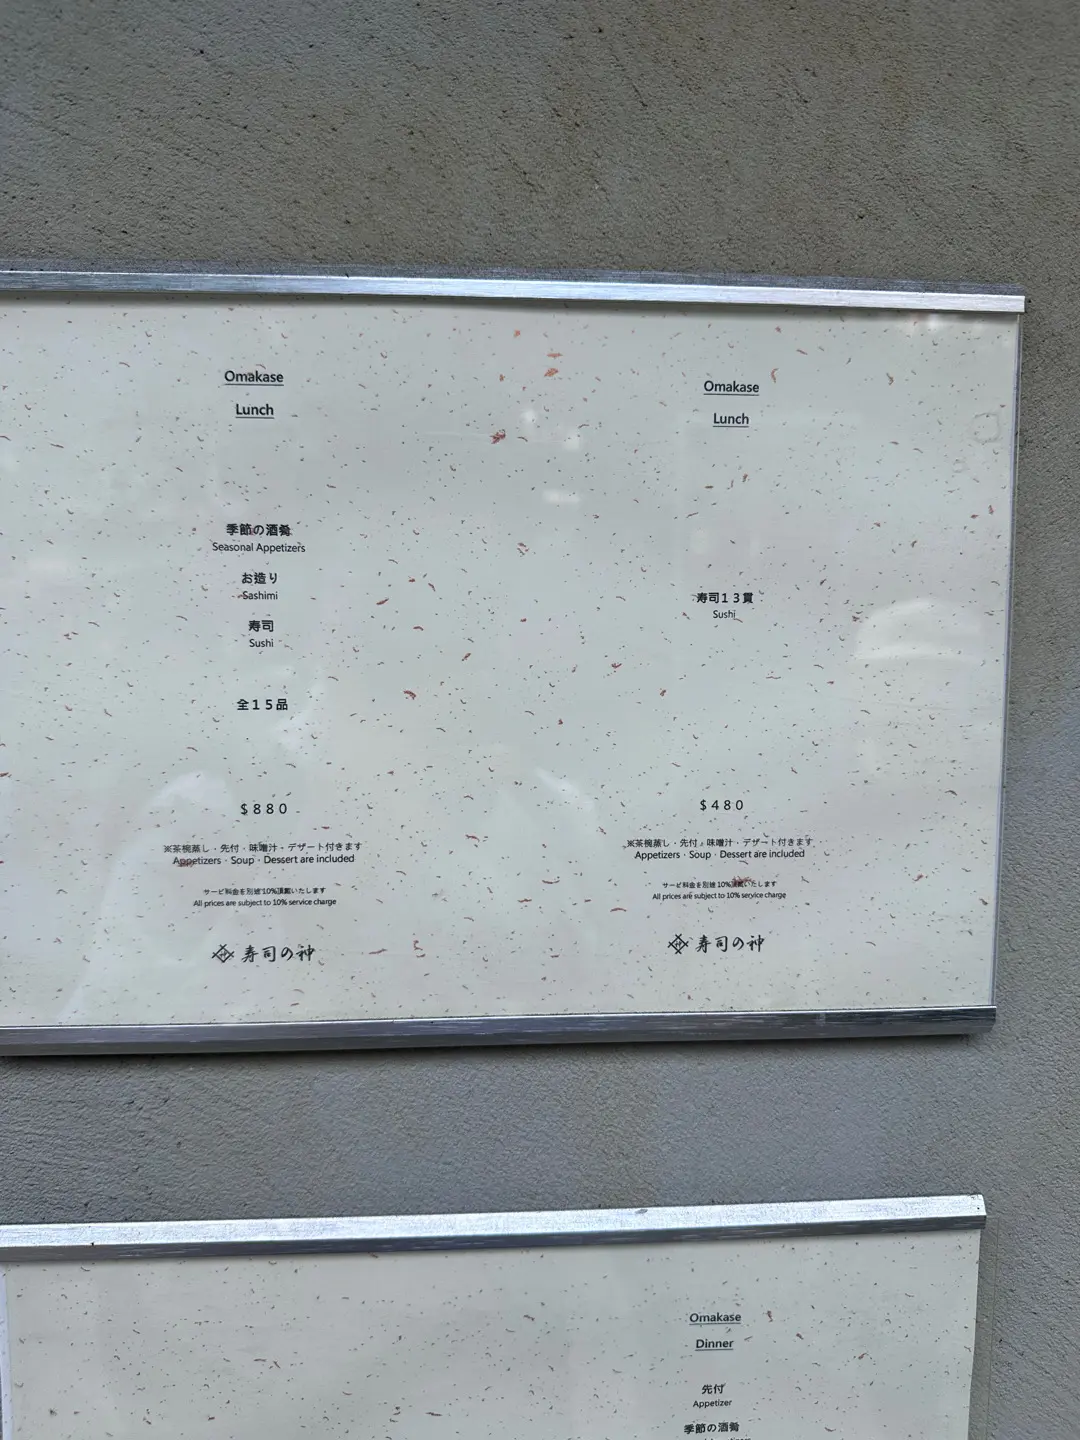 Omakase
Lunch
季節の酒肴
Seasonal Appetizers
お造り
Sashimi
寿司
Sushi
全15品
$880
※茶椀蒸し・先付・味噌汁・デザート付きます
Appetizers · Soup · Dessert are included
サービ料金を別途10%頂戴いたします
All prices are subject to 10% service charge
寿司の神
Omakase
Lunch
寿司13貫
Sushi
$480
※茶椀蒸し・先付・味噌汁・デザート付きます
Appetizers · Soup · Dessert are included
サービ料金を別途10%頂戴いたします
All prices are subject to 10% service charge
寿司の神
Omakase
Dinner
先付
Appetizer
季節の酒肴